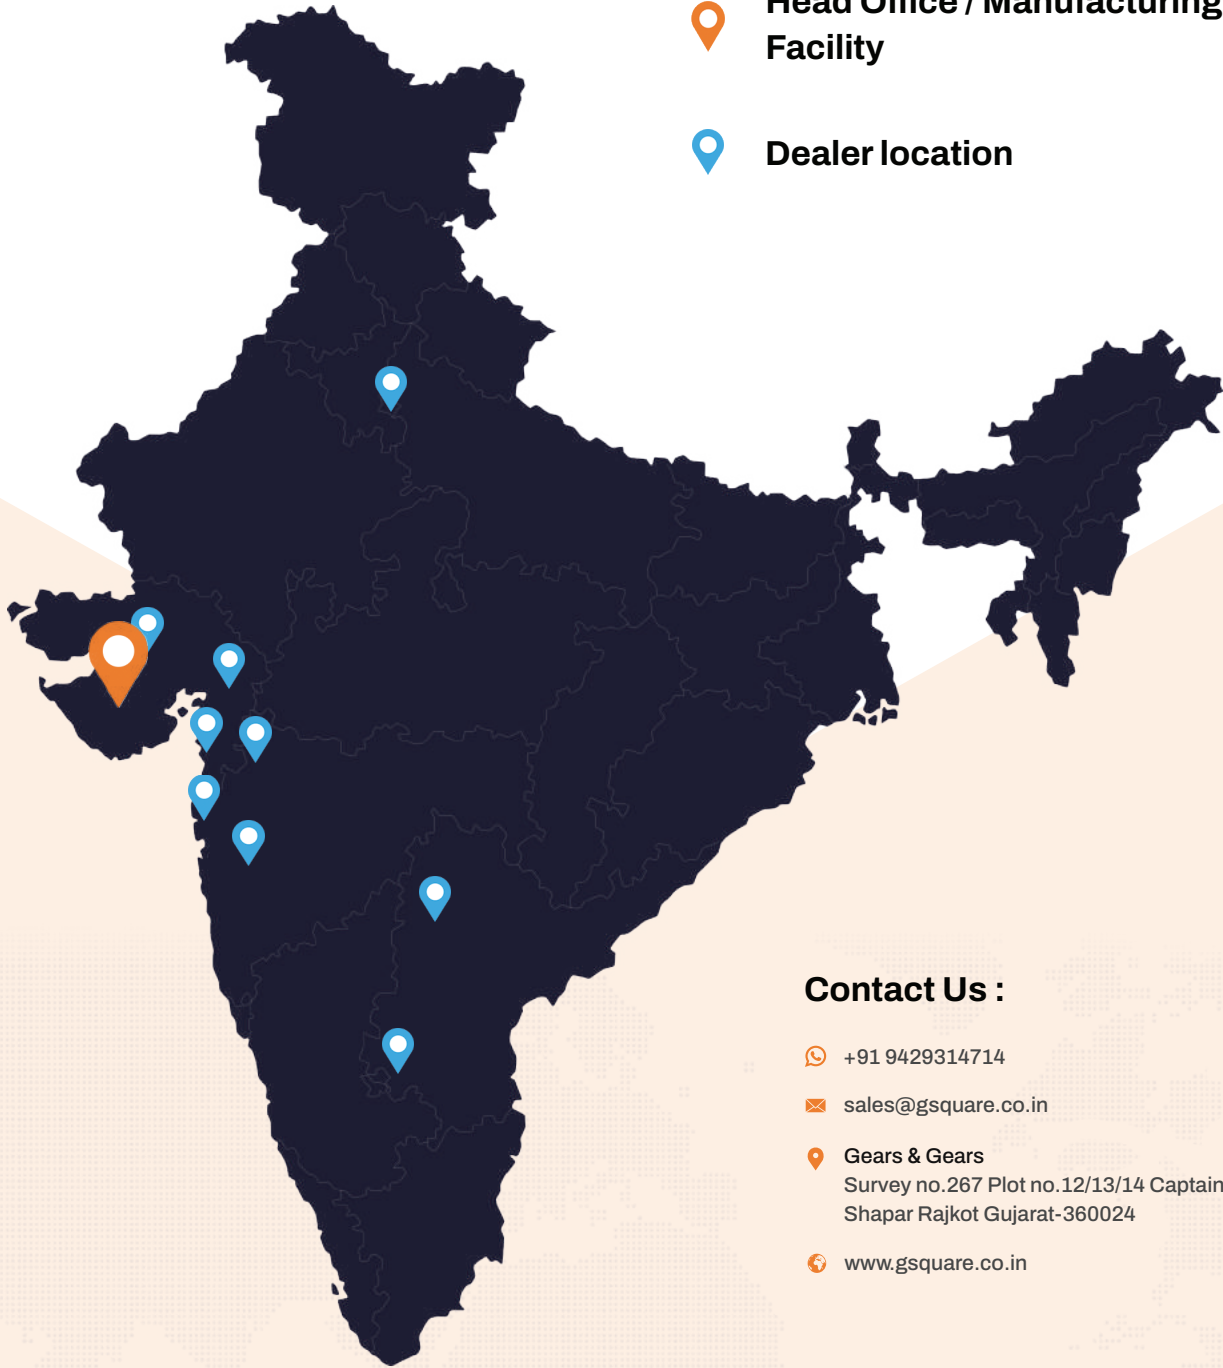 Head Office / Manufacturing
Facility
Dealer location
Contact Us :
+91 9429314714
sales@gsquare.co.in
Gears & Gears
Survey no.267 Plot no.12/13/14 Captain
Shapar Rajkot Gujarat-360024
www.gsquare.co.in